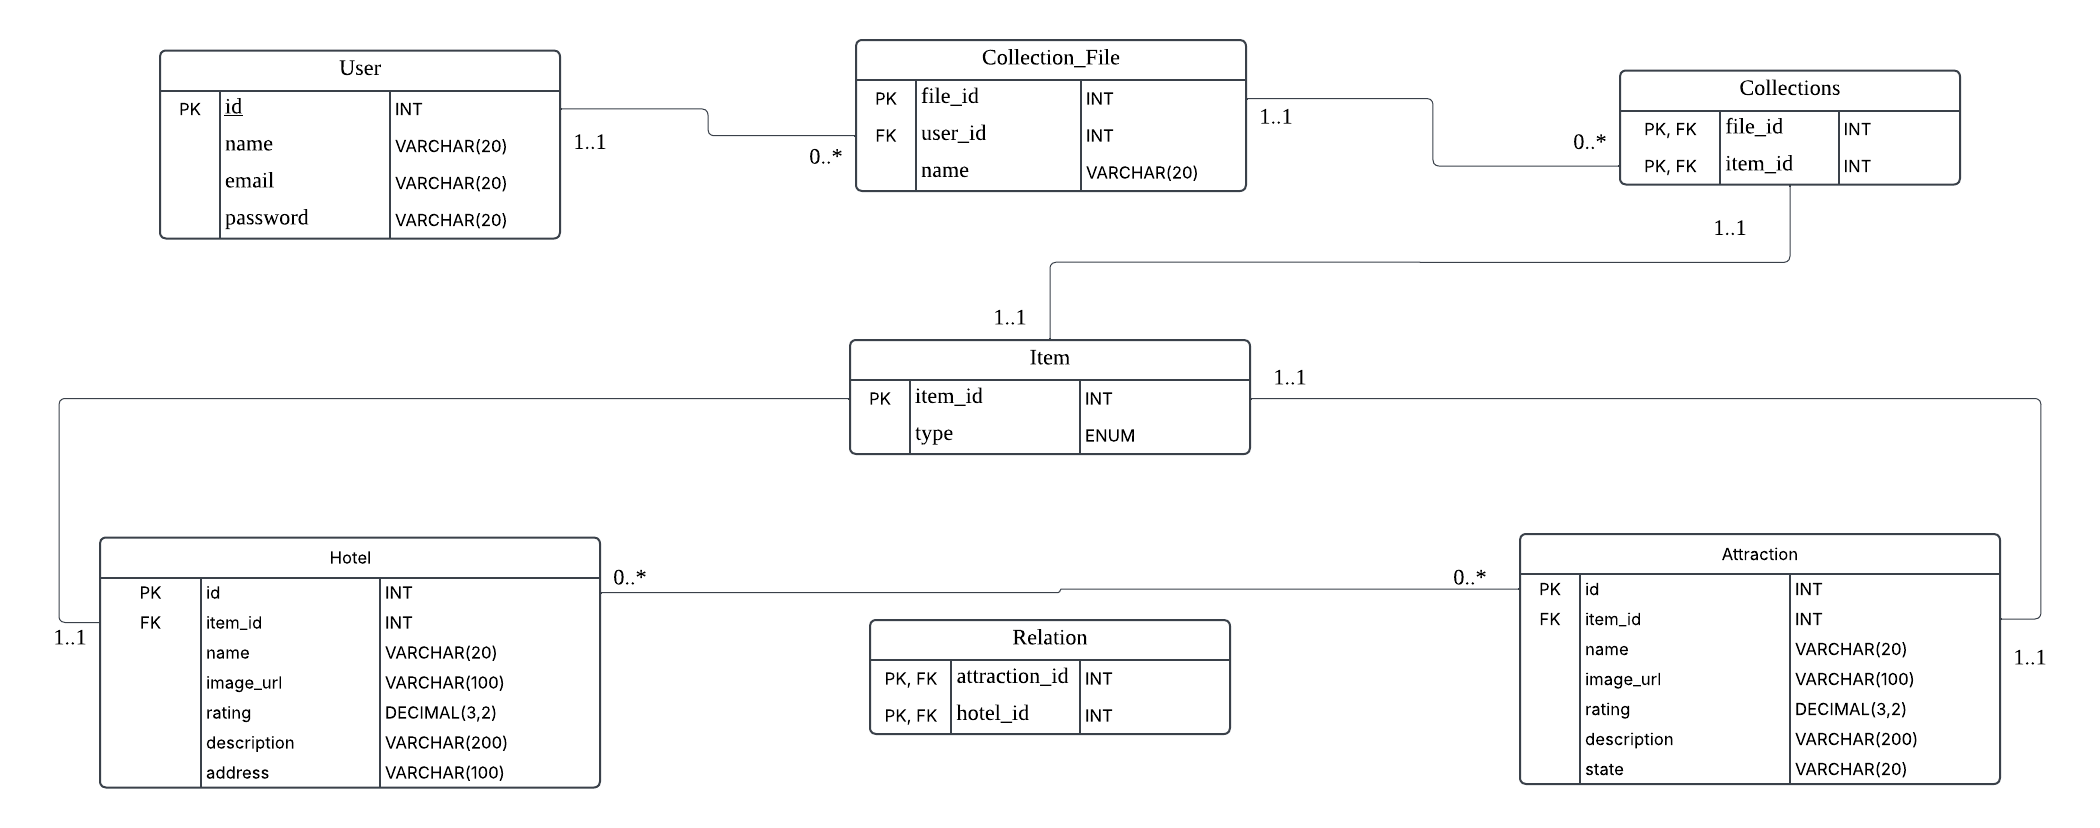 User
PK id INT
name VARCHAR(20)
email VARCHAR(20)
password VARCHAR(20)
1..1
0..*
Collection_File
PK file_id INT
FK user_id INT
name VARCHAR(20)
1..1
0..*
Collections
PK, FK file_id INT
PK, FK item_id INT
1..1
1..1
Item
PK item_id INT
type ENUM
1..1
Hotel
PK id INT
FK item_id INT
name VARCHAR(20)
image_url VARCHAR(100)
rating DECIMAL(3,2)
description VARCHAR(200)
address VARCHAR(100)
1..1
0..*
0..*
Relation
PK, FK attraction_id INT
PK, FK hotel_id INT
Attraction
PK id INT
FK item_id INT
name VARCHAR(20)
image_url VARCHAR(100)
rating DECIMAL(3,2)
description VARCHAR(200)
state VARCHAR(20)
1..1